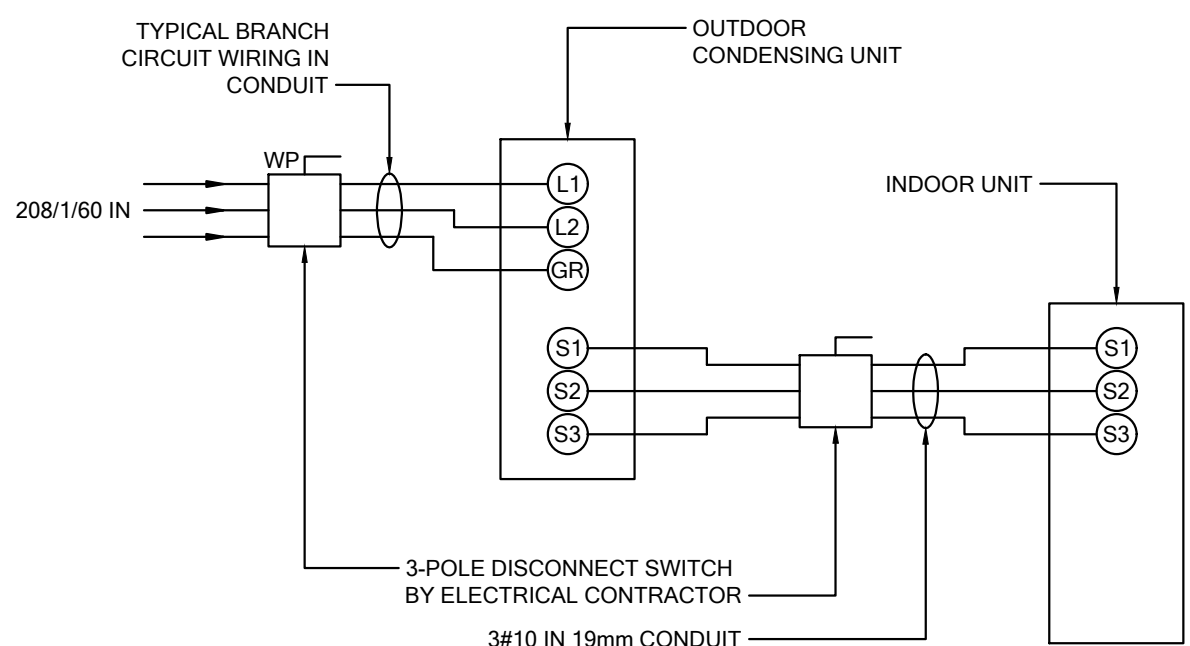 TYPICAL BRANCH
CIRCUIT WIRING IN
CONDUIT
OUTDOOR
CONDENSING UNIT
WP
208/1/60 IN
L1
L2
GR
INDOOR UNIT
S1
S2
S3
S1
S2
S3
3-POLE DISCONNECT SWITCH
BY ELECTRICAL CONTRACTOR
3#10 IN 19mm CONDUIT